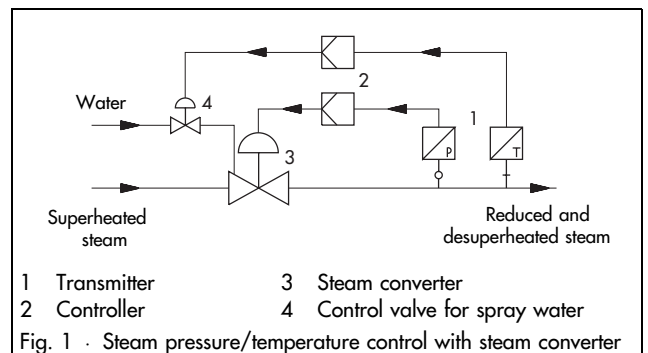 2
Water
4
1
3
P
T
Superheated
steam
Reduced and
desuperheated steam
1 Transmitter
2 Controller
3 Steam converter
4 Control valve for spray water
Fig. 1 · Steam pressure/temperature control with steam converter